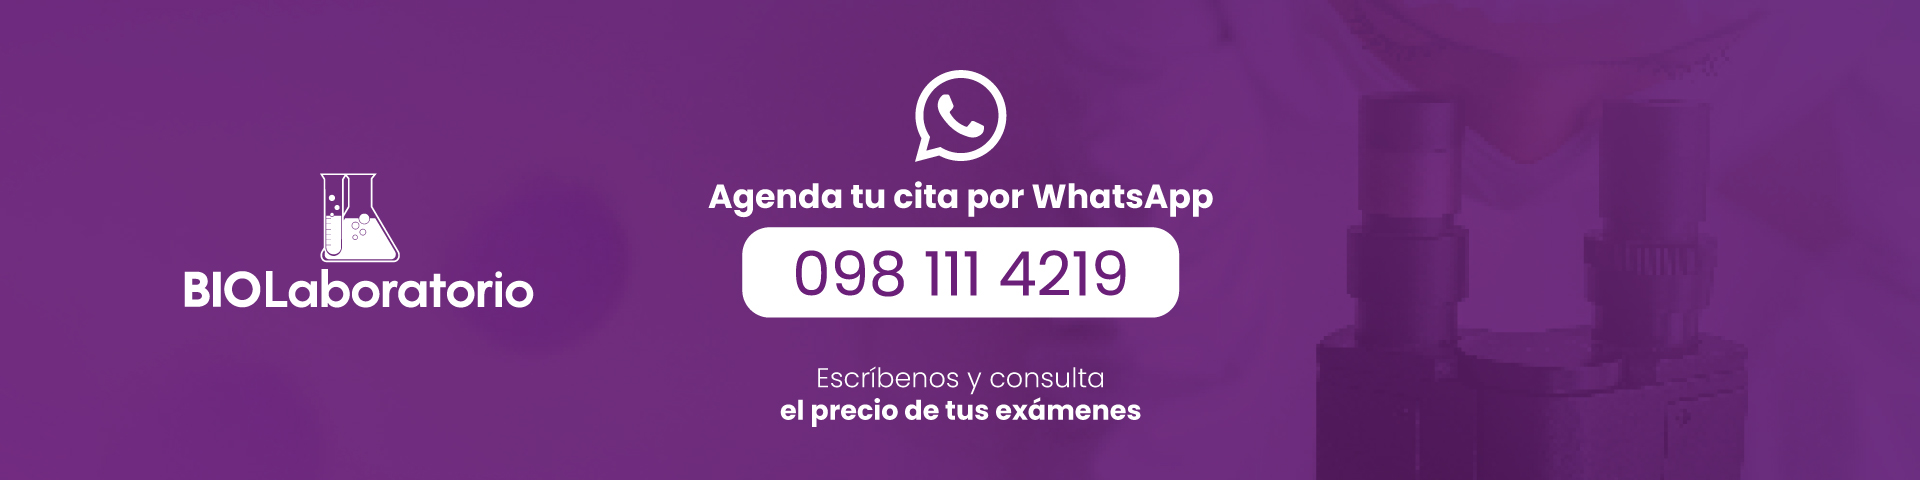 BIOLaboratorio
Agenda tu cita por WhatsApp
098 111 4219
Escríbenos y consulta
el precio de tus exámenes